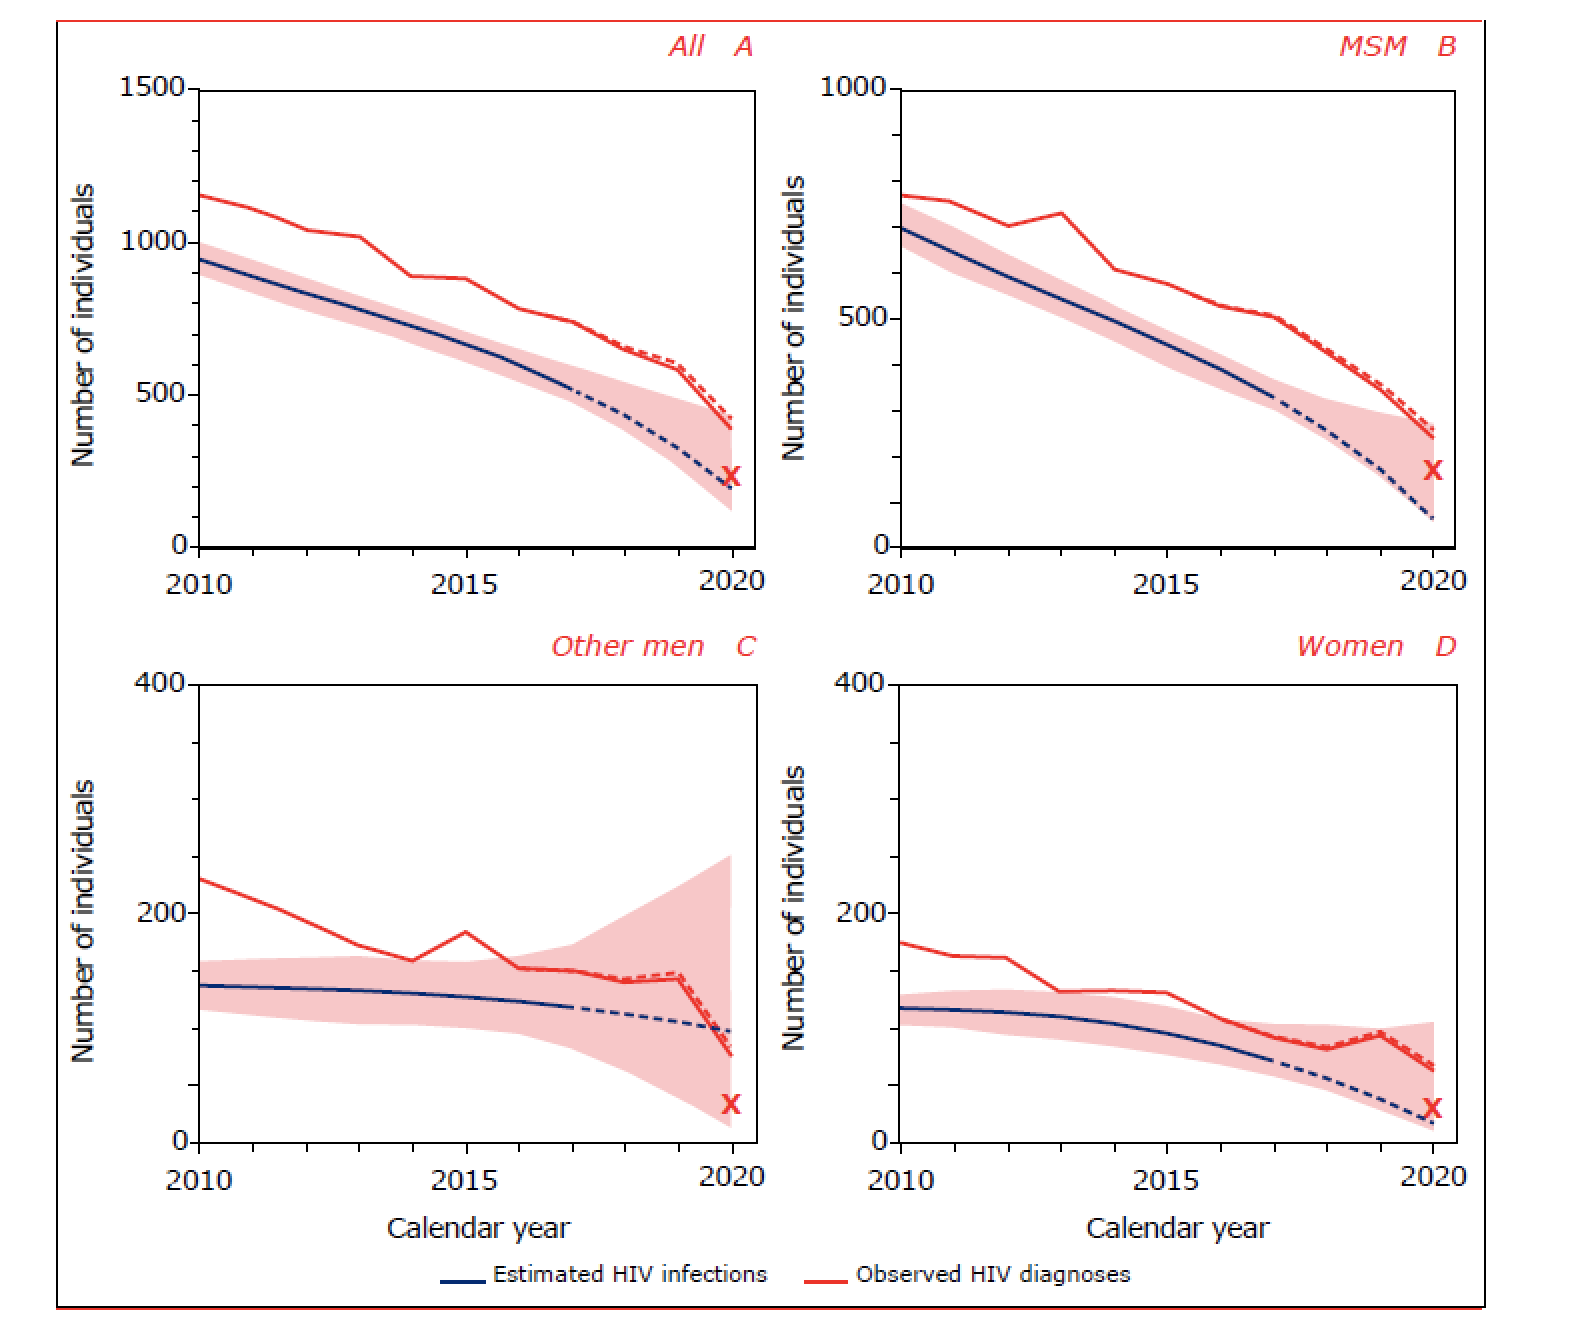 All A
1500
1000
500
0
Number of individuals
2010 2015 2020
X
MSM B
1000
500
0
Number of individuals
2010 2015 2020
X
Other men C
400
200
0
Number of individuals
2010 2015 2020
Calendar year
X
Women D
400
200
0
Number of individuals
2010 2015 2020
Calendar year
X
Estimated HIV infections Observed HIV diagnoses